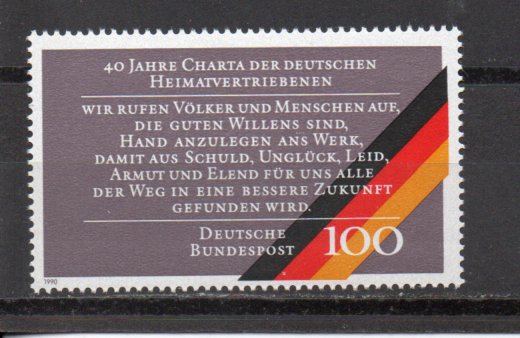 40 JAHRE CHARTA DER DEUTSCHEN
HEIMATVERTRIEBENEN
WIR RUFEN VÖLKER UND MENSCHEN AUF,
DIE GUTEN WILLENS SIND,
HAND ANZULEGEN ANS WERK,
DAMIT AUS SCHULD, UNGLÜCK, LEID,
ARMUT UND ELEND FÜR UNS ALLE
DER WEG IN EINE BESSERE ZUKUNFT
GEFUNDEN WIRD.
DEUTSCHE
BUNDESPOST
100
1990